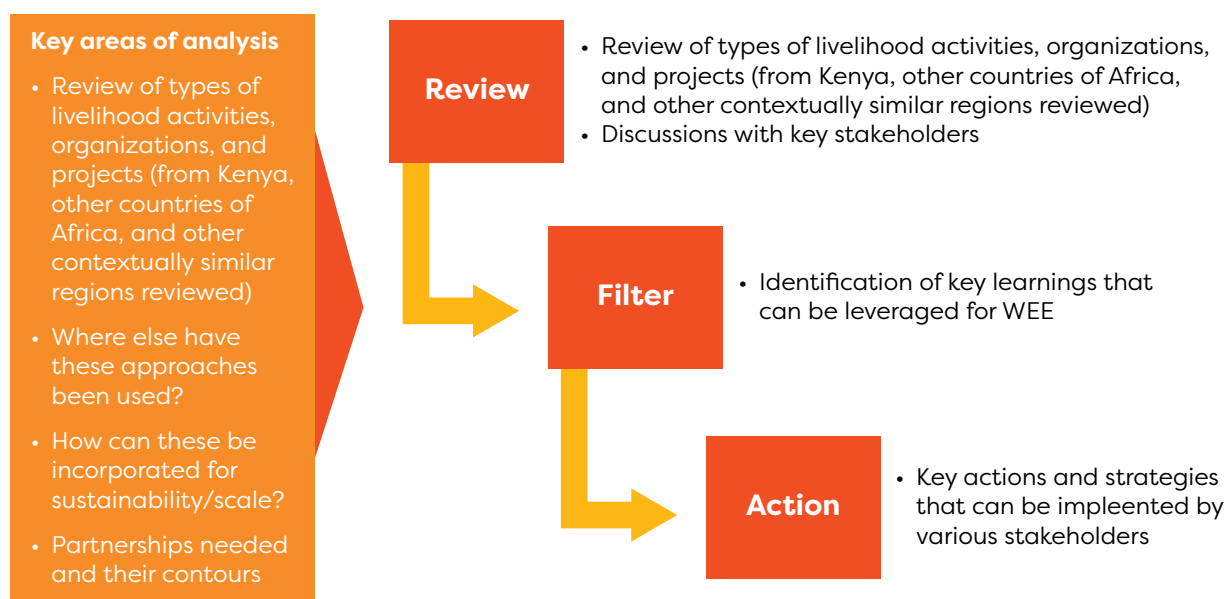 Key areas of analysis
• Review of types of
livelihood activities,
organizations, and
projects (from Kenya,
other countries of
Africa, and other
contextually similar
regions reviewed)
• Where else have
these approaches
been used?
• How can these be
incorporated for
sustainability/scale?
• Partnerships needed
and their contours
Review
• Review of types of livelihood activities, organizations,
and projects (from Kenya, other countries of Africa,
and other contextually similar regions reviewed)
• Discussions with key stakeholders
Filter
• Identification of key learnings that
can be leveraged for WEE
Action
• Key actions and strategies
that can be impleented by
various stakeholders